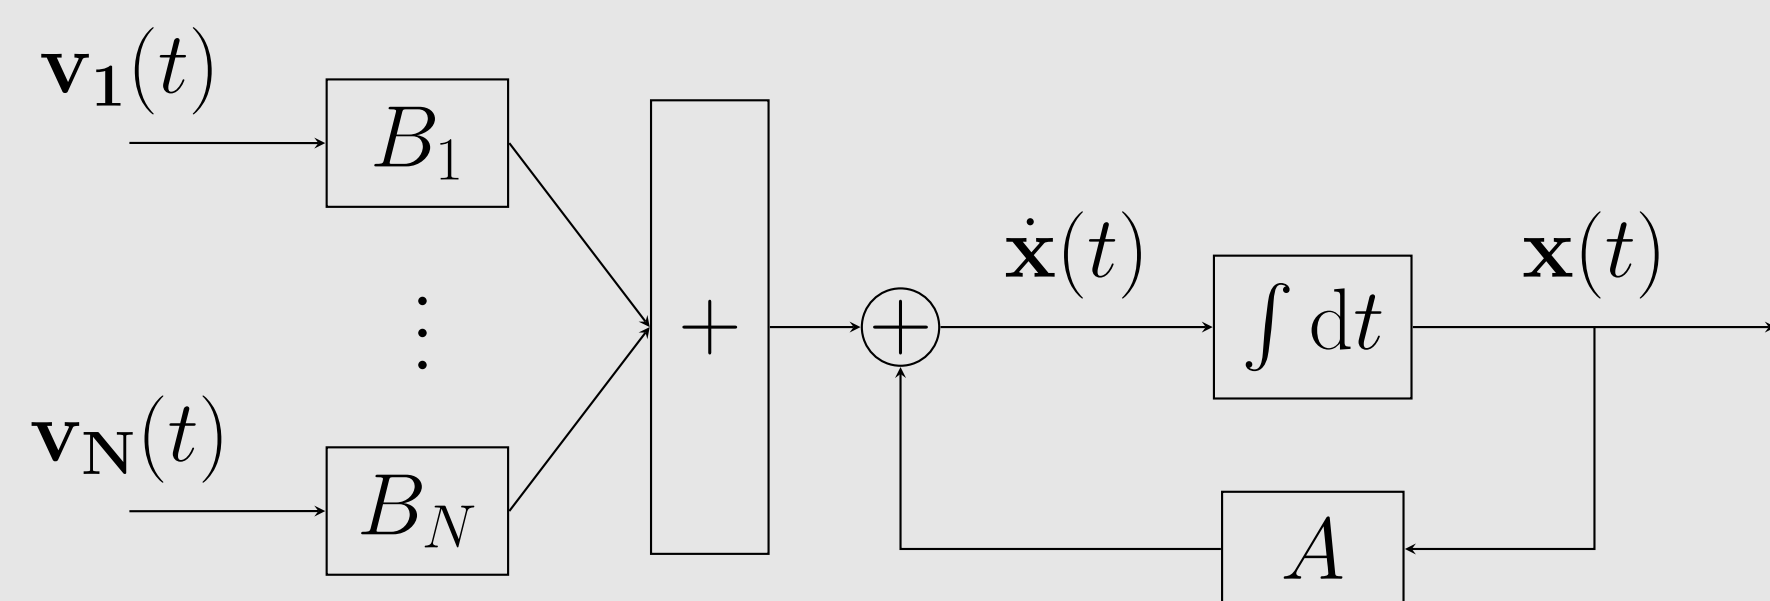 𝐯₁(t)
B₁
+
+
ẋ(t)
∫ dt
x(t)
⋮
v_N(t)
B_N
A